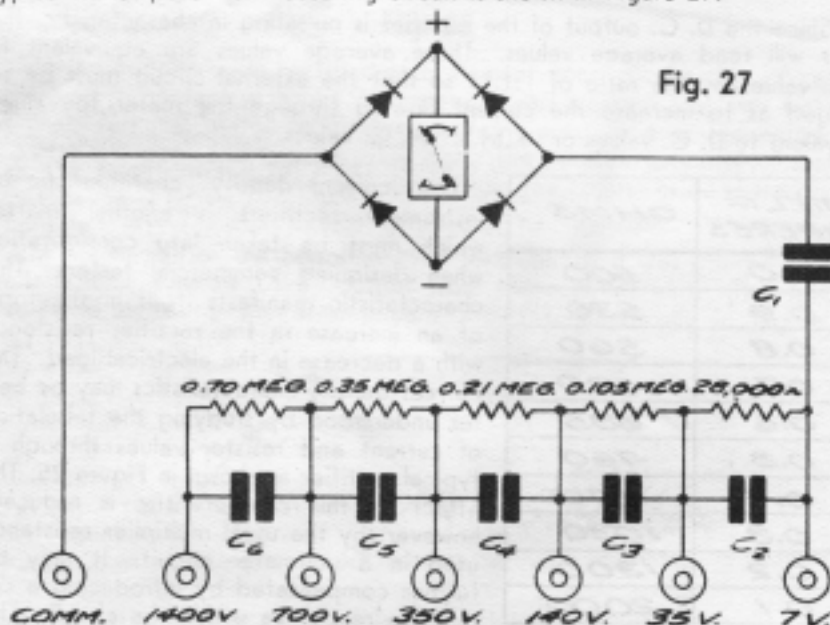 +
Fig. 27
C1
0.70 MEG. 0.35 MEG. 0.21 MEG. 0.105 MEG. 28,000~
C6 C5 C4 C3 C2
COMM. 1400V. 700V. 350V. 140V. 35V. 7V.